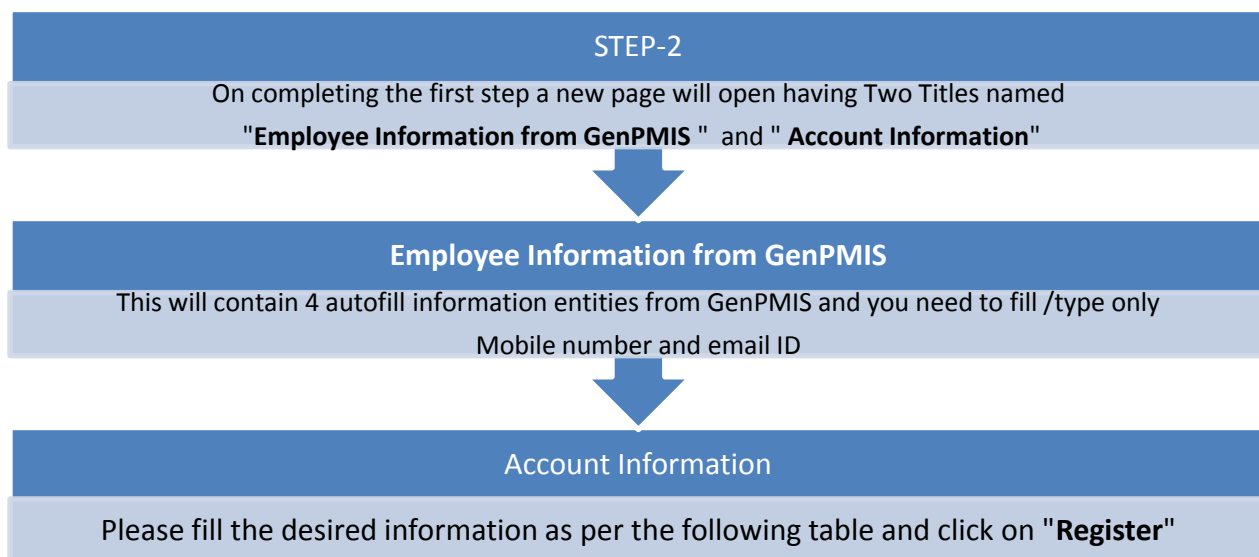 STEP-2
On completing the first step a new page will open having Two Titles named
"Employee Information from GenPMIS " and " Account Information"
Employee Information from GenPMIS
This will contain 4 autofill information entities from GenPMIS and you need to fill /type only
Mobile number and email ID
Account Information
Please fill the desired information as per the following table and click on "Register"